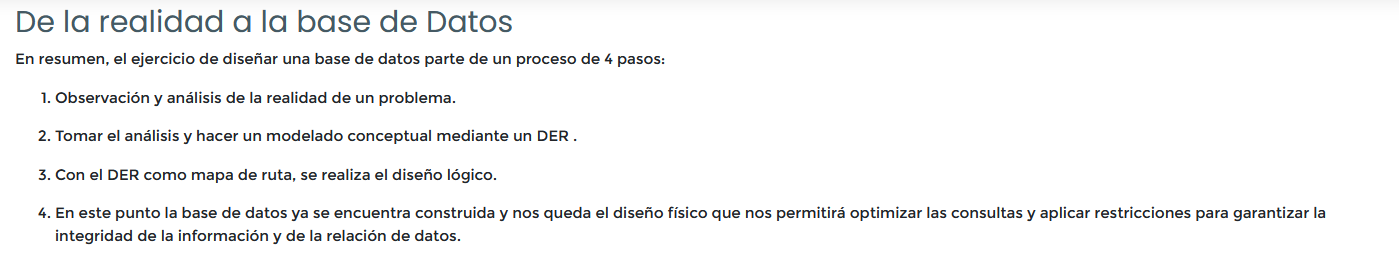 De la realidad a la base de Datos
En resumen, el ejercicio de diseñar una base de datos parte de un proceso de 4 pasos:
1. Observación y análisis de la realidad de un problema.
2. Tomar el análisis y hacer un modelado conceptual mediante un DER .
3. Con el DER como mapa de ruta, se realiza el diseño lógico.
4. En este punto la base de datos ya se encuentra construida y nos queda el diseño físico que nos permitirá optimizar las consultas y aplicar restricciones para garantizar la
integridad de la información y de la relación de datos.